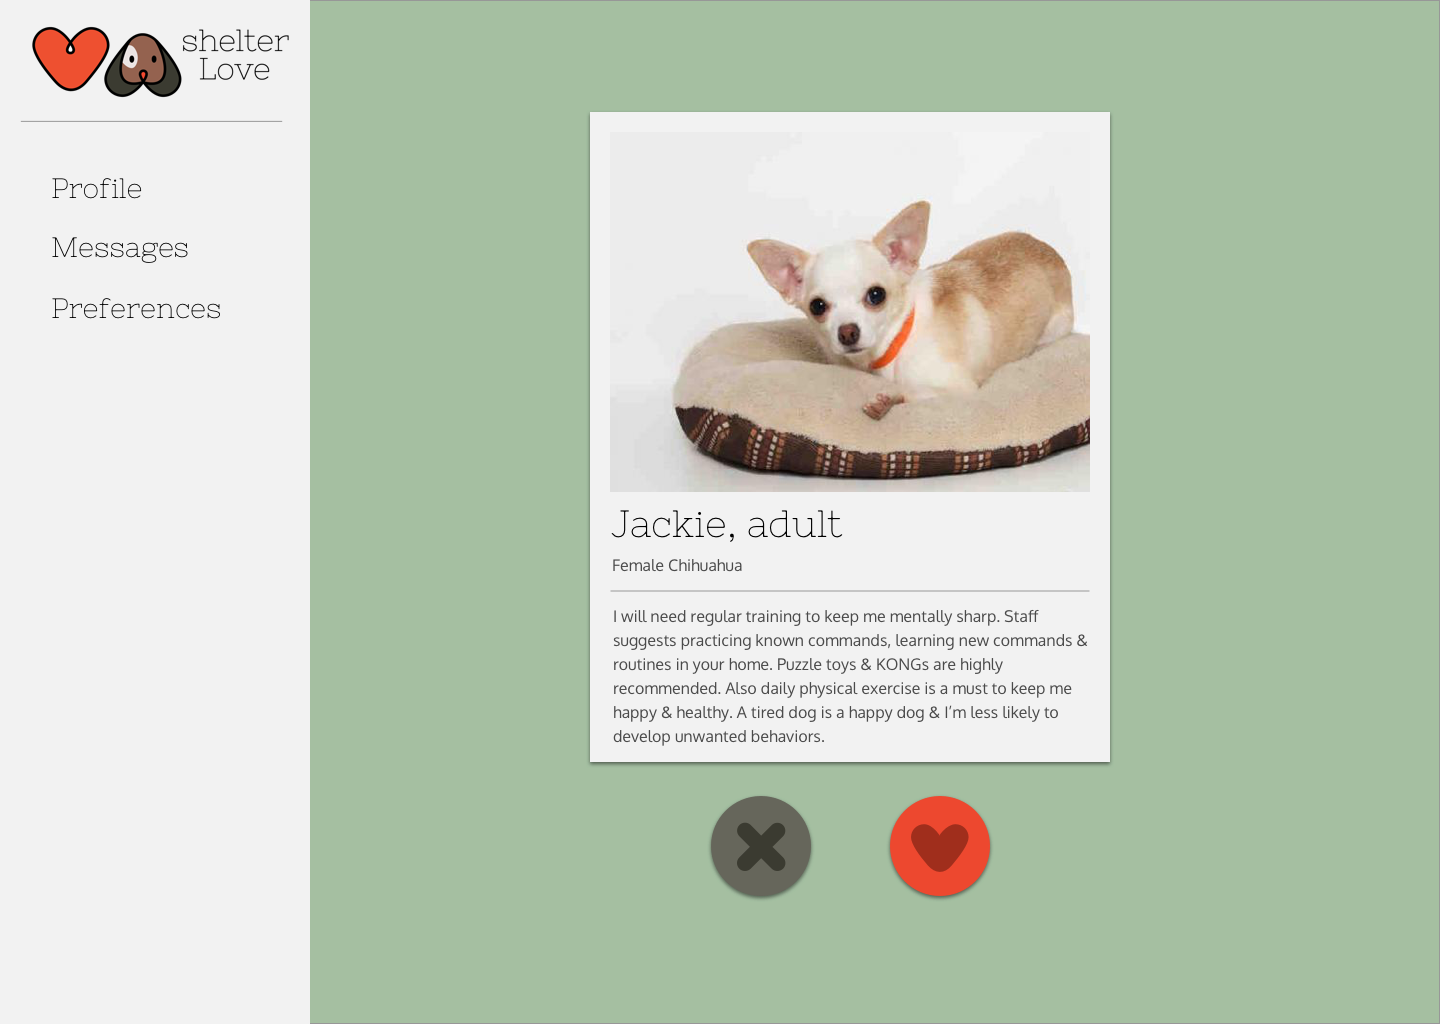 shelter
Love
Profile
Messages
Preferences
Jackie, adult
Female Chihuahua
I will need regular training to keep me mentally sharp. Staff
suggests practicing known commands, learning new commands &
routines in your home. Puzzle toys & KONGs are highly
recommended. Also daily physical exercise is a must to keep me
happy & healthy. A tired dog is a happy dog & I’m less likely to
develop unwanted behaviors.